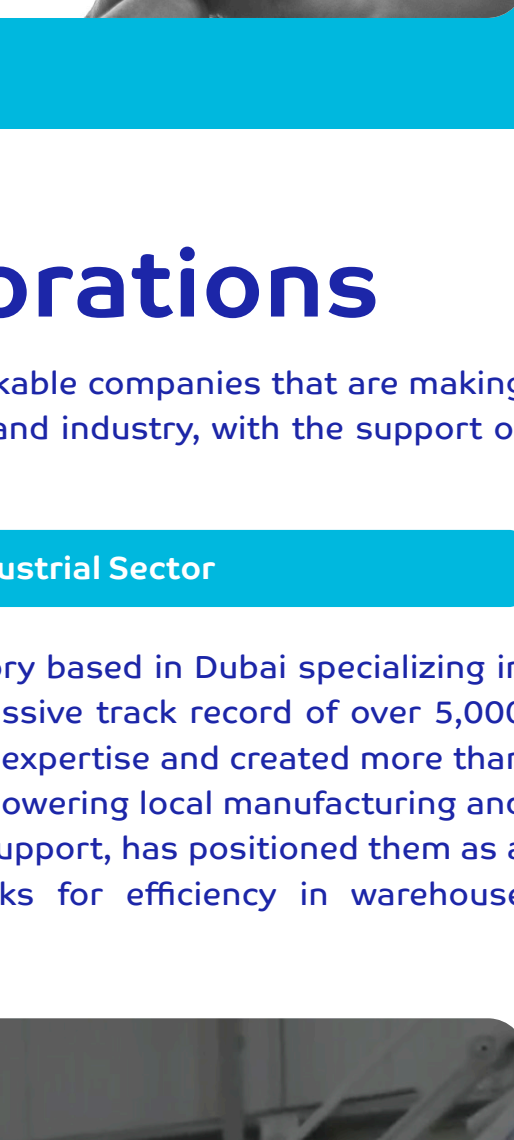 orations
kable companies that are making
and industry, with the support o
ustrial Sector
ory based in Dubai specializing in
essive track record of over 5,000
expertise and created more than
powering local manufacturing and
upport, has positioned them as a
ks for efficiency in warehouse